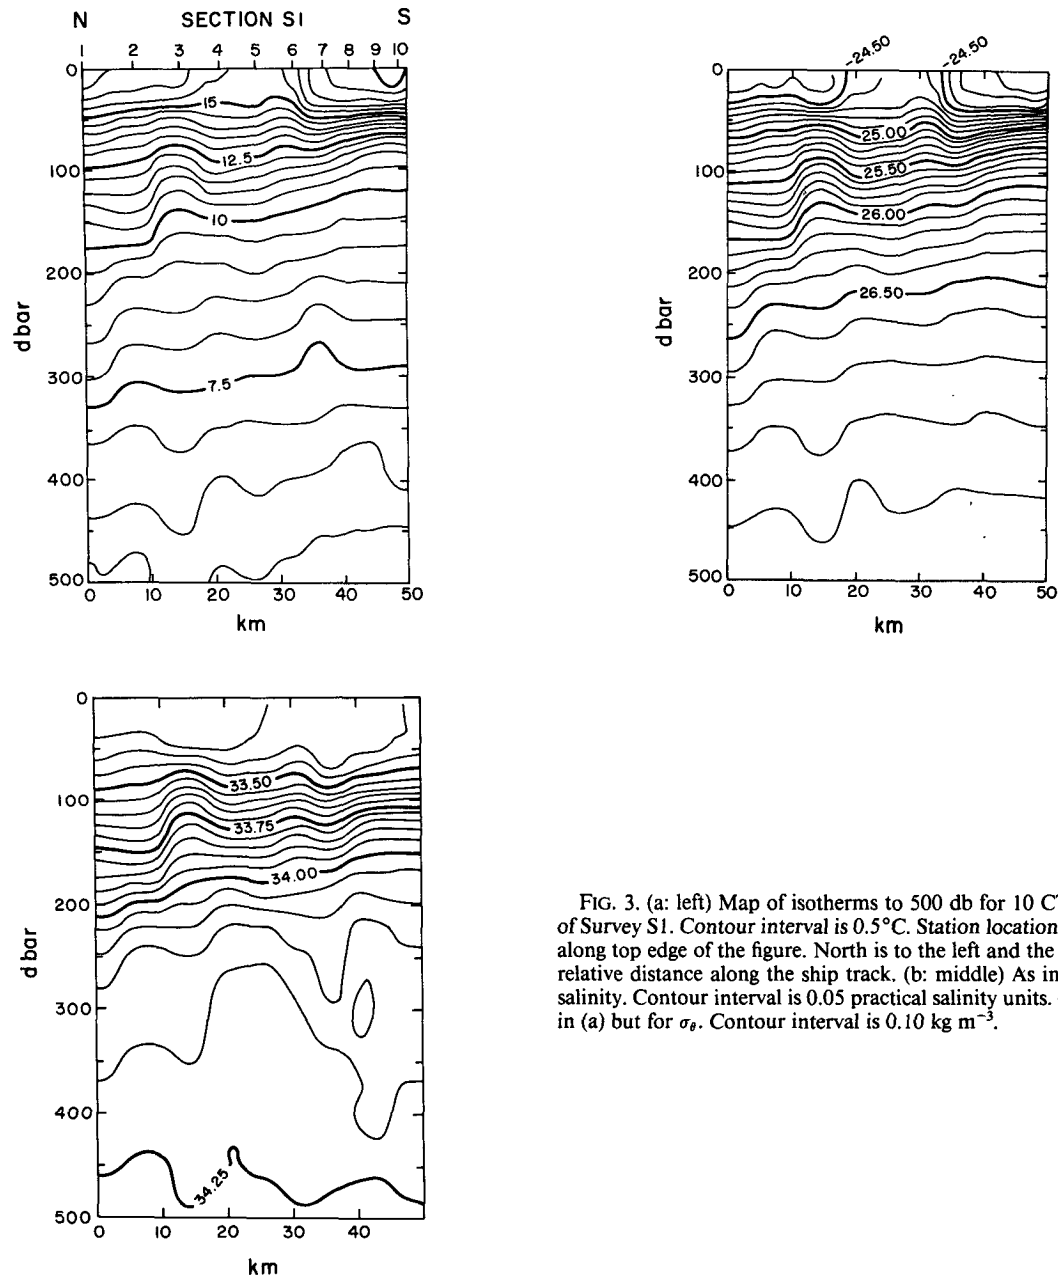 N SECTION S1 S
1 2 3 4 5 6 7 8 9 10
0
100
200
300
400
500
dbar
15
12.5
10
7.5
0 10 20 30 40 50
km
-24.50 -24.50
0
100
200
300
400
500
dbar
25.00
25.50
26.00
26.50
0 10 20 30 40 50
km
0
100
200
300
400
500
dbar
33.50
33.75
34.00
34.25
0 10 20 30 40
km
FIG. 3. (a: left) Map of isotherms to 500 db for 10
of Survey S1. Contour interval is 0.5°C. Station location
along top edge of the figure. North is to the left and the
relative distance along the ship track. (b: middle) As in
salinity. Contour interval is 0.05 practical salinity units.
in (a) but for σθ. Contour interval is 0.10 kg m⁻³.